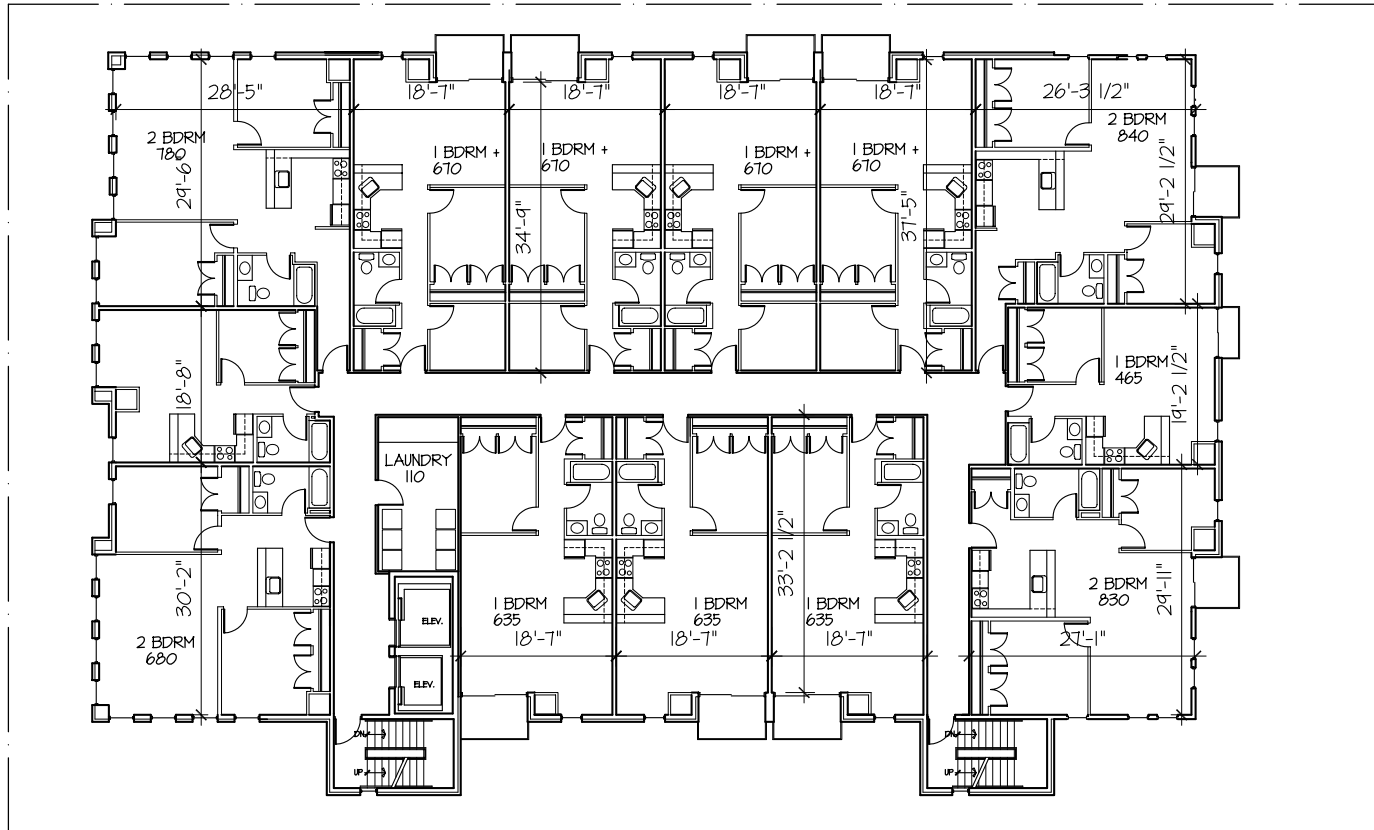 28'-5"
18'-7"
18'-7"
18'-7"
18'-7"
26'-3 1/2"
2 BDRM
780
1 BDRM +
670
1 BDRM +
670
1 BDRM +
670
1 BDRM +
670
2 BDRM
840
29'-6"
34'-9"
37'-5"
29'-2 1/2"
18'-8"
1 BDRM
465
19'-2 1/2"
LAUNDRY
110
30'-2"
33'-2 1/2"
29'-11"
2 BDRM
680
ELEV.
ELEV.
1 BDRM
635
1 BDRM
635
1 BDRM
635
2 BDRM
830
18'-7"
18'-7"
18'-7"
27'-1"
DN
UP
DN
UP